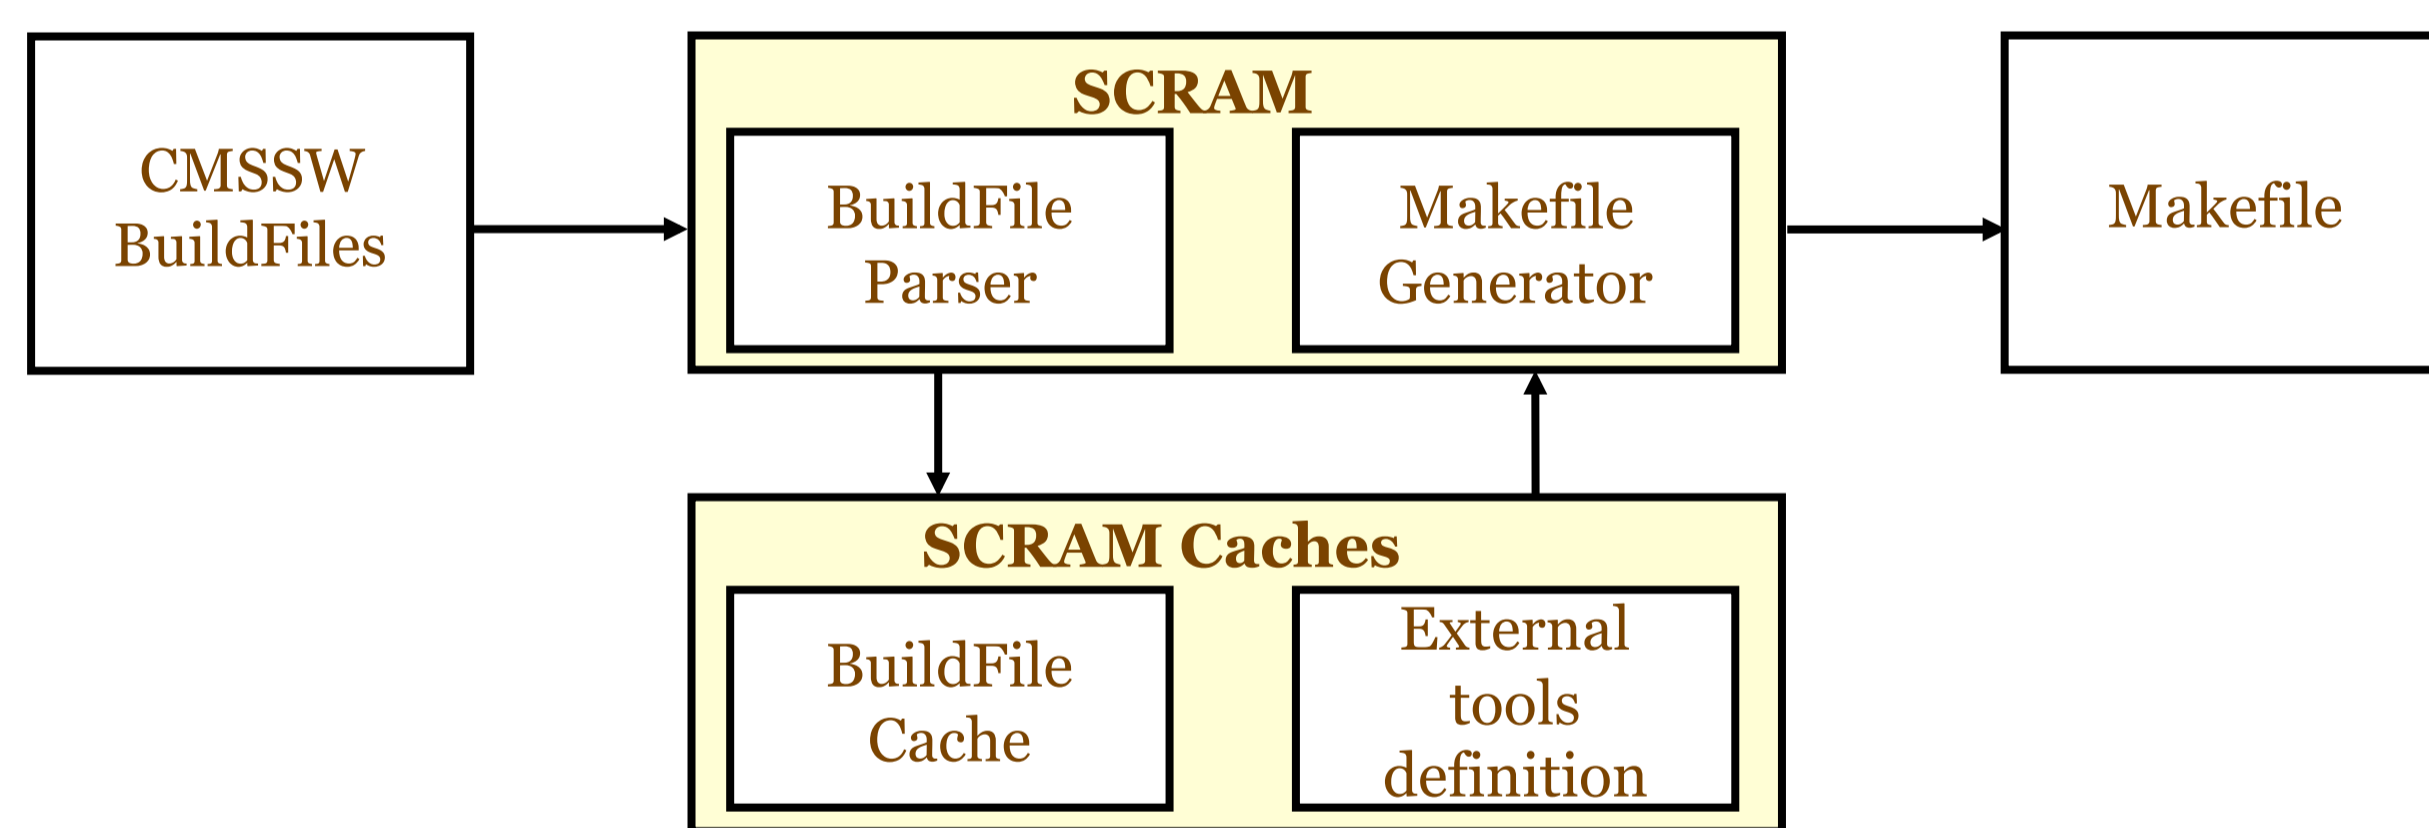 CMSSW
BuildFiles
SCRAM
BuildFile
Parser
Makefile
Generator
Makefile
SCRAM Caches
BuildFile
Cache
External
tools
definition